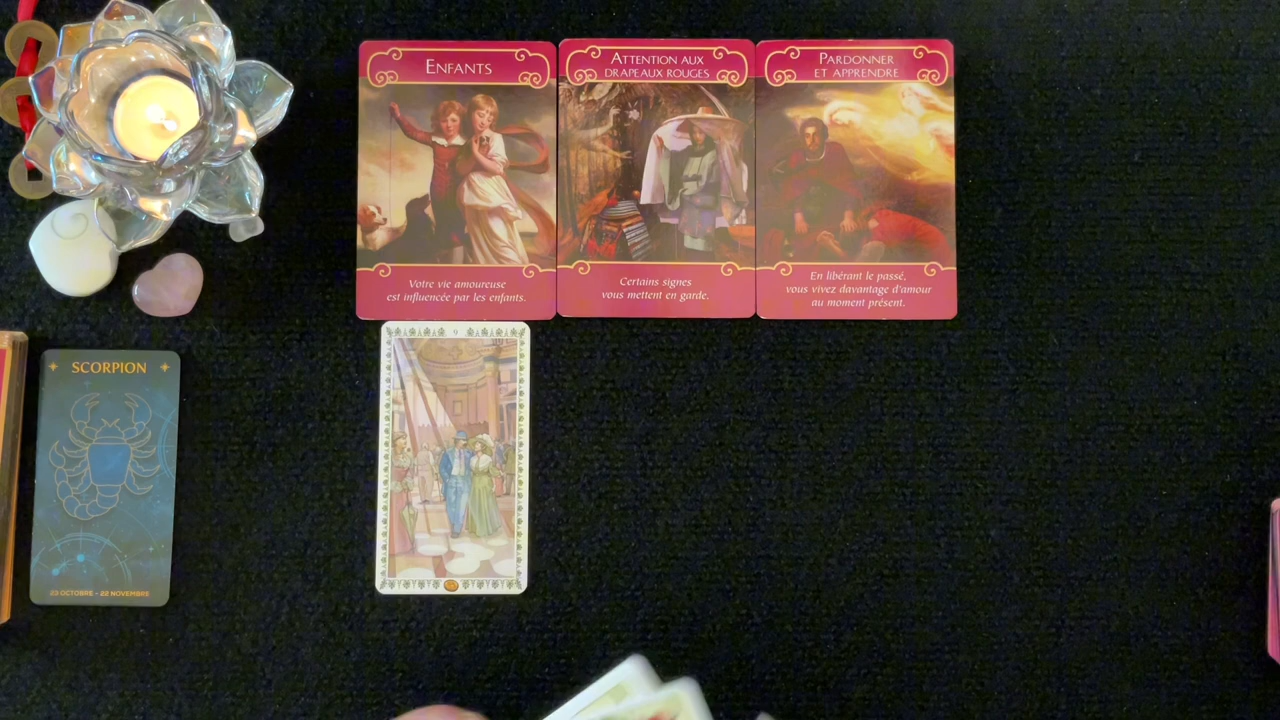 ENFANTS
Votre vie amoureuse
est influencée par les enfants.
ATTENTION AUX
DRAPEAUX ROUGES
Certains signes
vous mettent en garde.
PARDONNER
ET APPRENDRE
En libérant le passé,
vous vivez davantage d'amour
au moment présent.
9
SCORPION
23 OCTOBRE - 22 NOVEMBRE